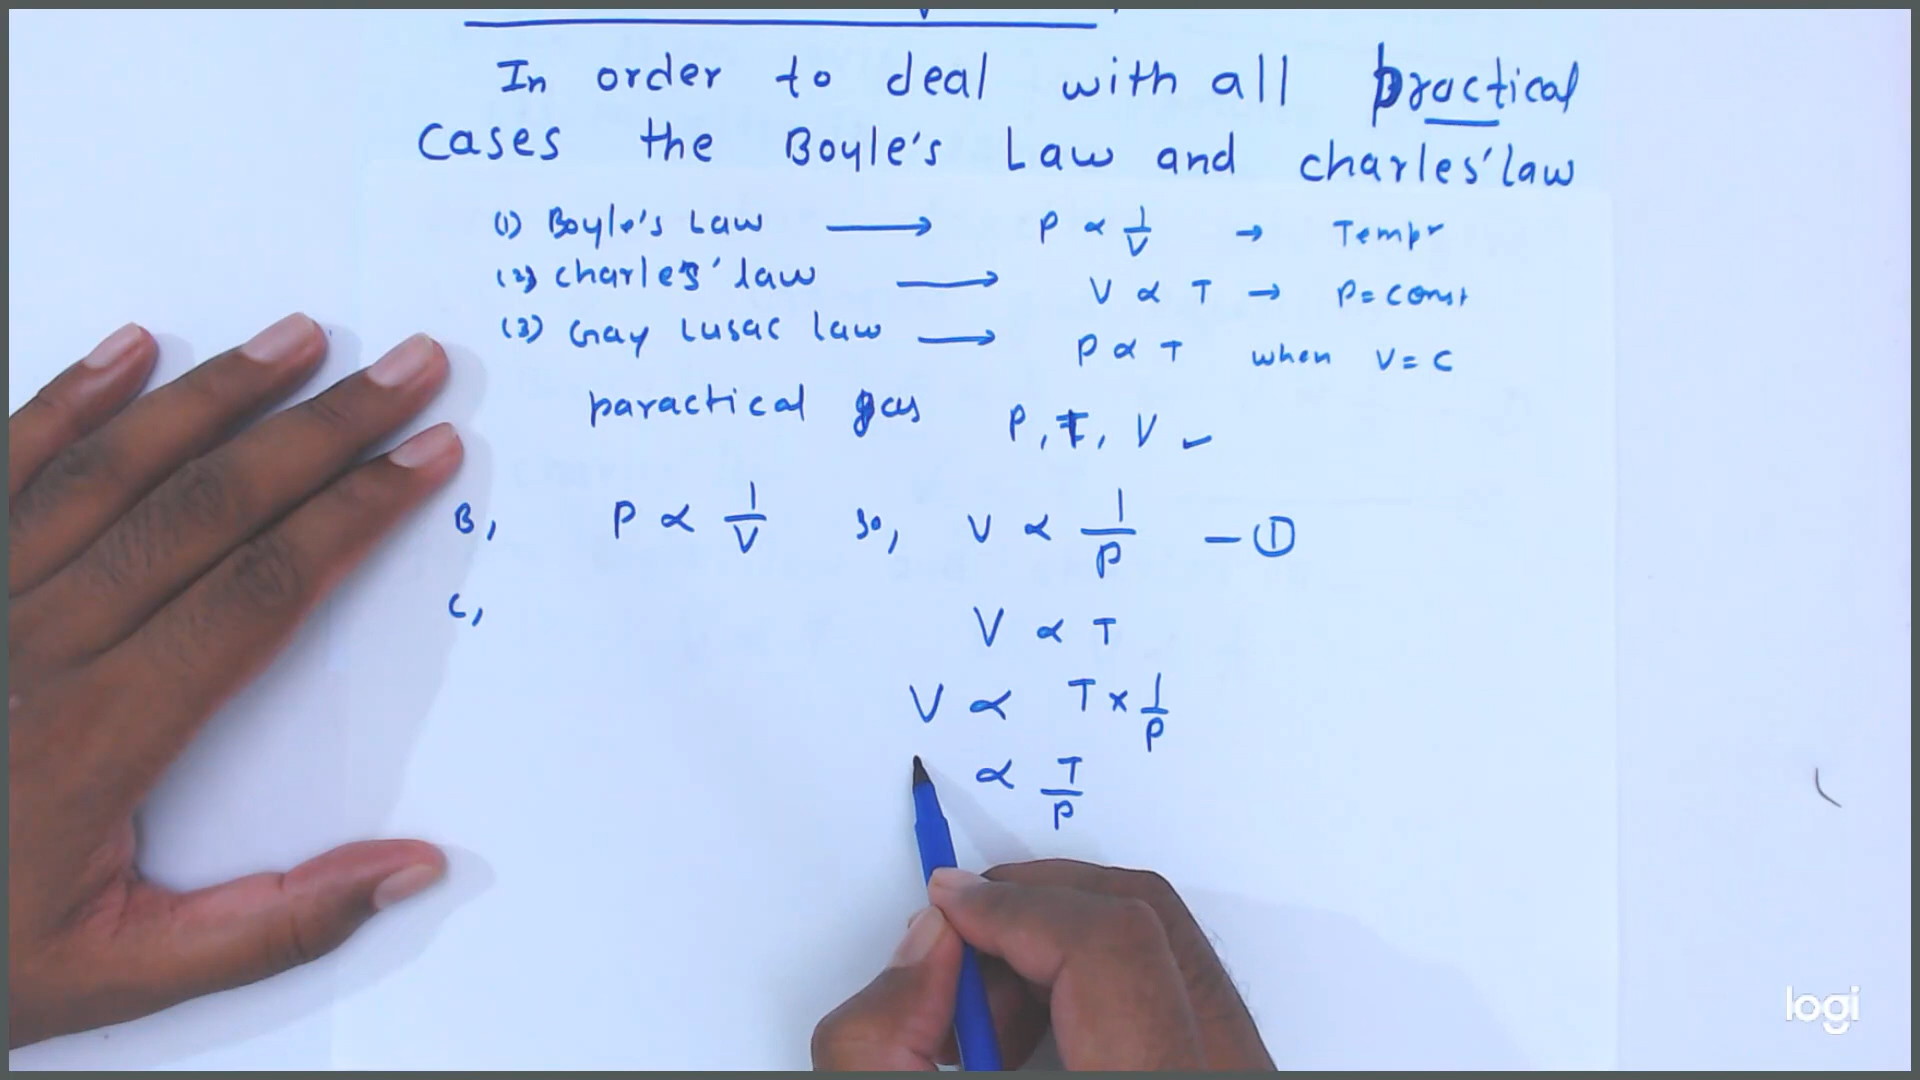 In order to deal with all practical
cases the Boyle's Law and charles' law
(1) Boyle's Law ⟶ P ∝ 1/V → Tempr
(2) charles' law ⟶ V ∝ T → P = const
(3) Gay Lusac law ⟶ P ∝ T when V = C
paractical gas P, T, V ✓
B, P ∝ 1/V so, V ∝ 1/P — ①
C, V ∝ T
V ∝ T × 1/P
∝ T/P
logi